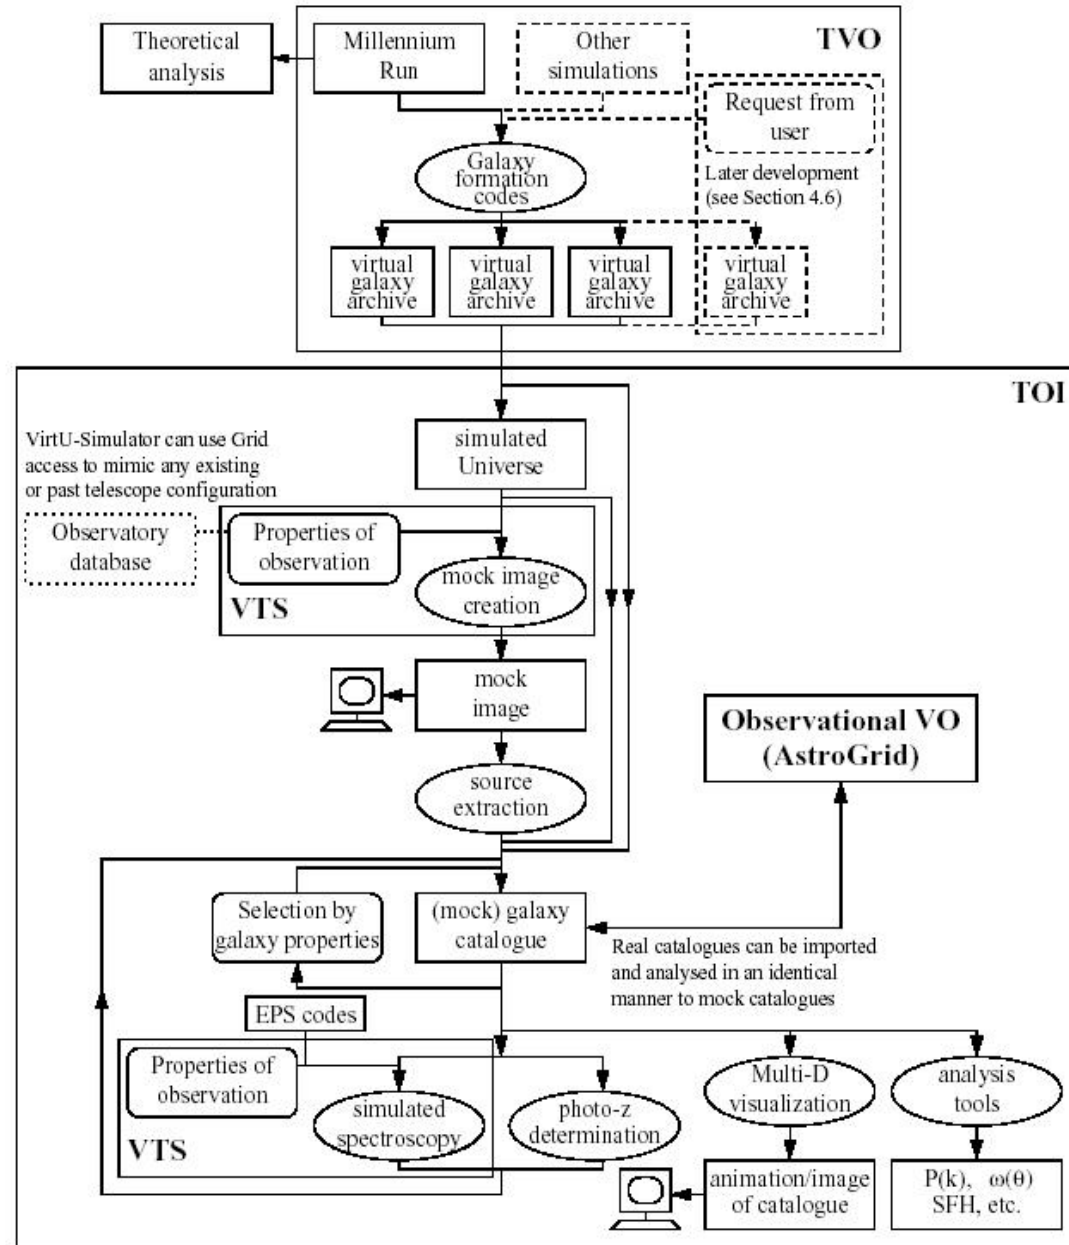 TVO
Theoretical
analysis
Millennium
Run
Other
simulations
Request from
user
Later development
(see Section 4.6)
Galaxy
formation
codes
virtual
galaxy
archive
virtual
galaxy
archive
virtual
galaxy
archive
virtual
galaxy
archive
TOI
simulated
Universe
VirtU-Simulator can use Grid
access to mimic any existing
or past telescope configuration
Observatory
database
Properties of
observation
mock image
creation
VTS
mock
image
Observational VO
(AstroGrid)
source
extraction
Selection by
galaxy properties
(mock) galaxy
catalogue
Real catalogues can be imported
and analysed in an identical
manner to mock catalogues
EPS codes
Properties of
observation
VTS
simulated
spectroscopy
photo-z
determination
Multi-D
visualization
analysis
tools
animation/image
of catalogue
P(k), ω(θ)
SFH, etc.